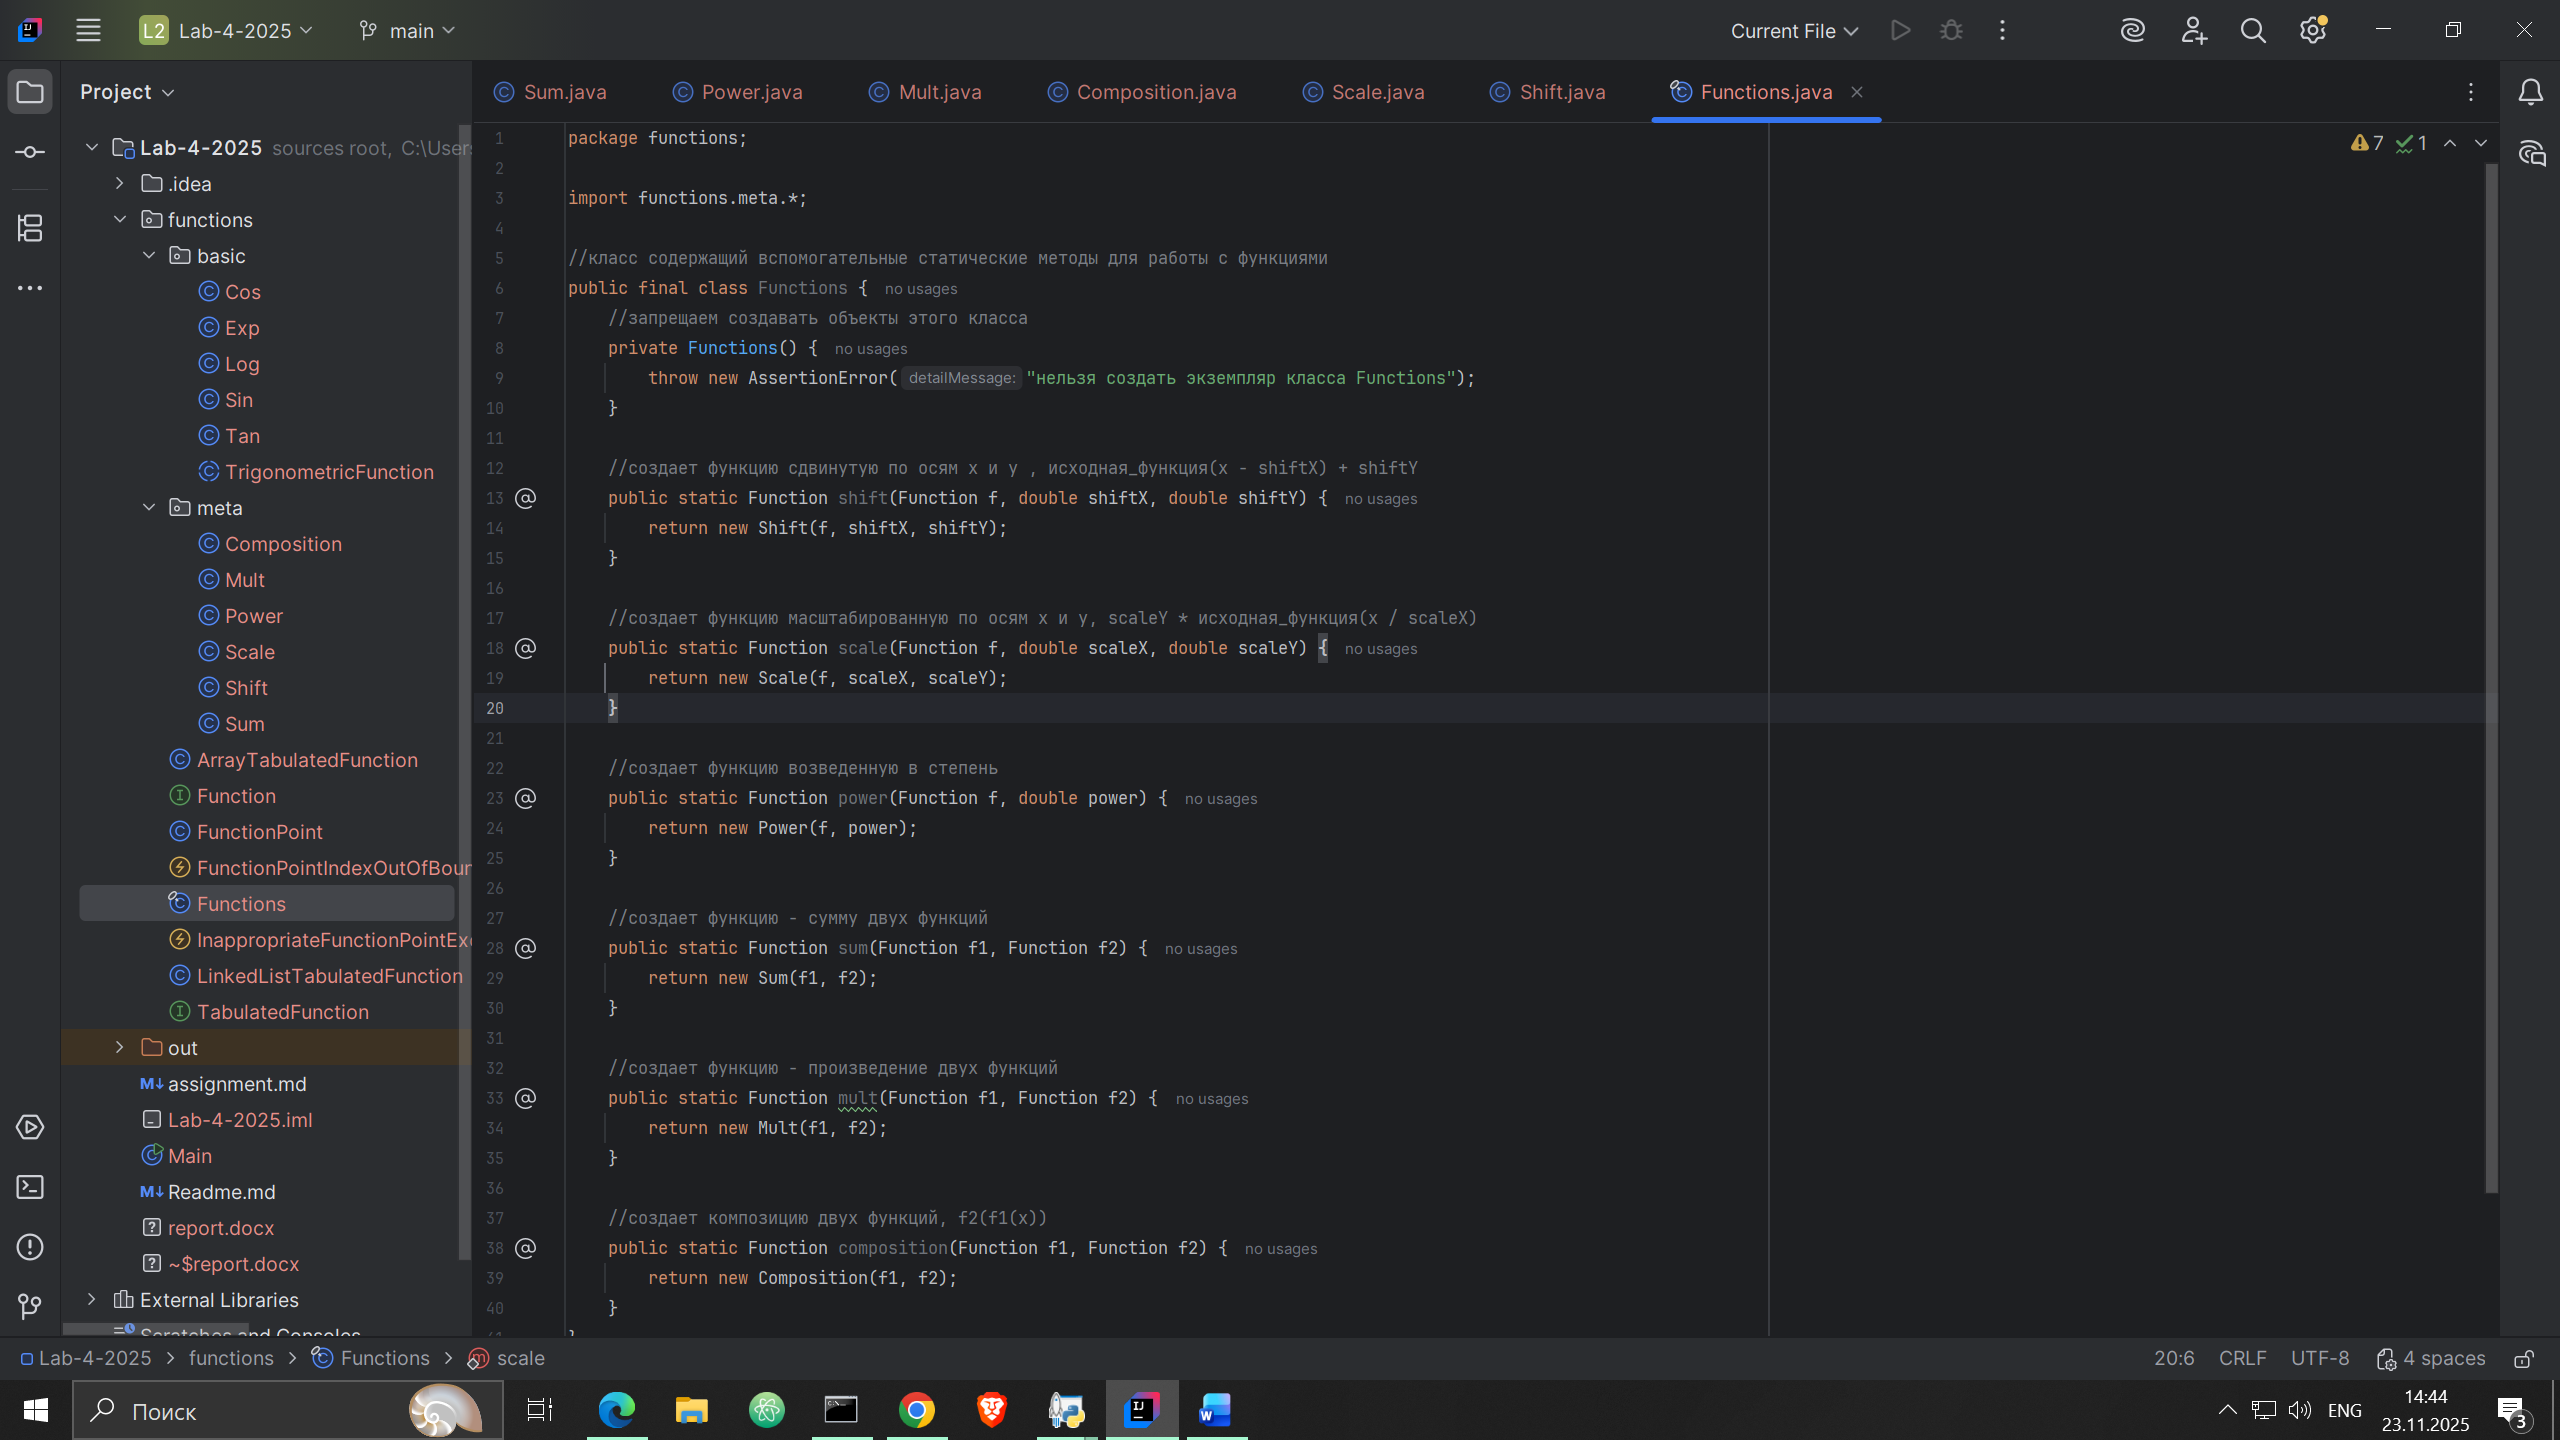 L2 Lab-4-2025 main Current File
Project
Sum.java Power.java Mult.java Composition.java Scale.java Shift.java Functions.java
Lab-4-2025 sources root, C:\Users
.idea
functions
basic
Cos
Exp
Log
Sin
Tan
TrigonometricFunction
meta
Composition
Mult
Power
Scale
Shift
Sum
ArrayTabulatedFunction
Function
FunctionPoint
FunctionPointIndexOutOfBoun
Functions
InappropriateFunctionPointExc
LinkedListTabulatedFunction
TabulatedFunction
out
assignment.md
Lab-4-2025.iml
Main
Readme.md
report.docx
~$report.docx
External Libraries
Scratches and Consoles
7 1
1 package functions;
2
3 import functions.meta.*;
4
5 //класс содержащий вспомогательные статические методы для работы с функциями
6 public final class Functions { no usages
7 //запрещаем создавать объекты этого класса
8 private Functions() { no usages
9 throw new AssertionError( detailMessage: "нельзя создать экземпляр класса Functions");
10 }
11
12 //создает функцию сдвинутую по осям x и y , исходная_функция(x - shiftX) + shiftY
13 public static Function shift(Function f, double shiftX, double shiftY) { no usages
14 return new Shift(f, shiftX, shiftY);
15 }
16
17 //создает функцию масштабированную по осям x и y, scaleY * исходная_функция(x / scaleX)
18 public static Function scale(Function f, double scaleX, double scaleY) { no usages
19 return new Scale(f, scaleX, scaleY);
20 }
21
22 //создает функцию возведенную в степень
23 public static Function power(Function f, double power) { no usages
24 return new Power(f, power);
25 }
26
27 //создает функцию - сумму двух функций
28 public static Function sum(Function f1, Function f2) { no usages
29 return new Sum(f1, f2);
30 }
31
32 //создает функцию - произведение двух функций
33 public static Function mult(Function f1, Function f2) { no usages
34 return new Mult(f1, f2);
35 }
36
37 //создает композицию двух функций, f2(f1(x))
38 public static Function composition(Function f1, Function f2) { no usages
39 return new Composition(f1, f2);
40 }
41 }
Lab-4-2025 > functions > Functions > scale 20:6 CRLF UTF-8 4 spaces
Поиск
ENG 14:44
23.11.2025
3